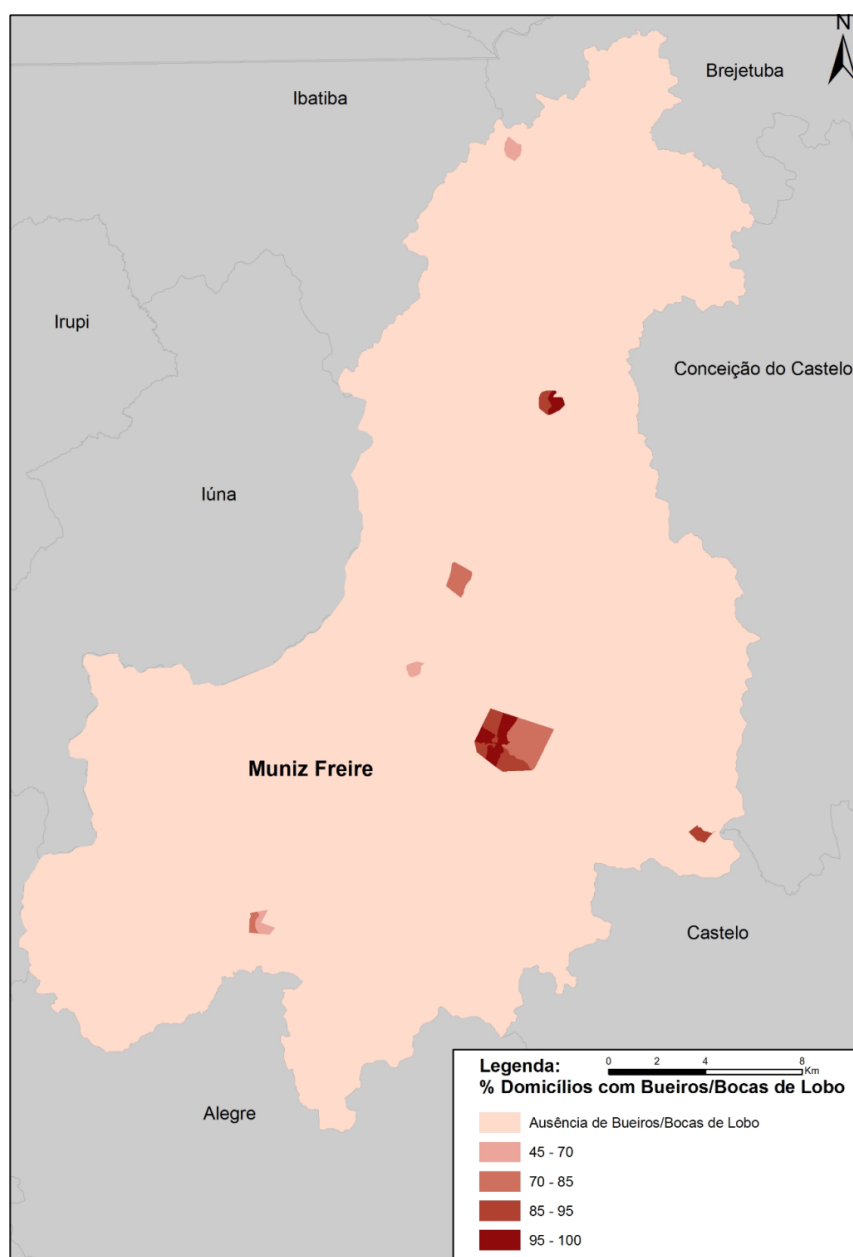 N
Brejetuba
Ibatiba
Irupi
Conceição do Castelo
Iúna
Muniz Freire
Castelo
Alegre
Legenda:
0 2 4 8
Km
% Domicílios com Bueiros/Bocas de Lobo
Ausência de Bueiros/Bocas de Lobo
45 - 70
70 - 85
85 - 95
95 - 100